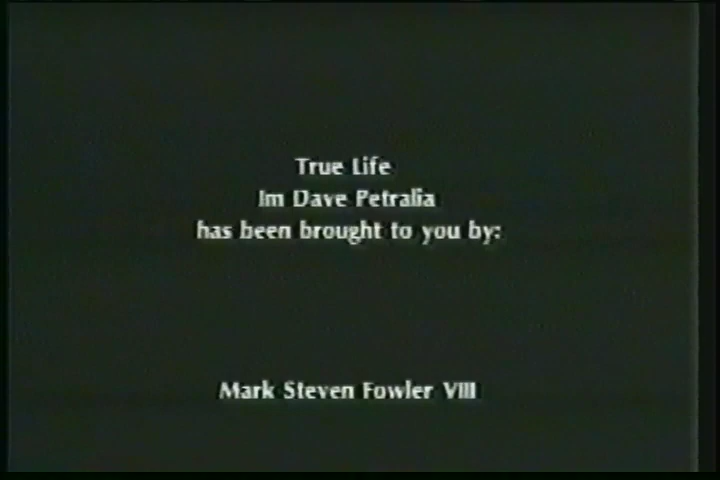 True Life
Im Dave Petralia
has been brought to you by:
Mark Steven Fowler VIII